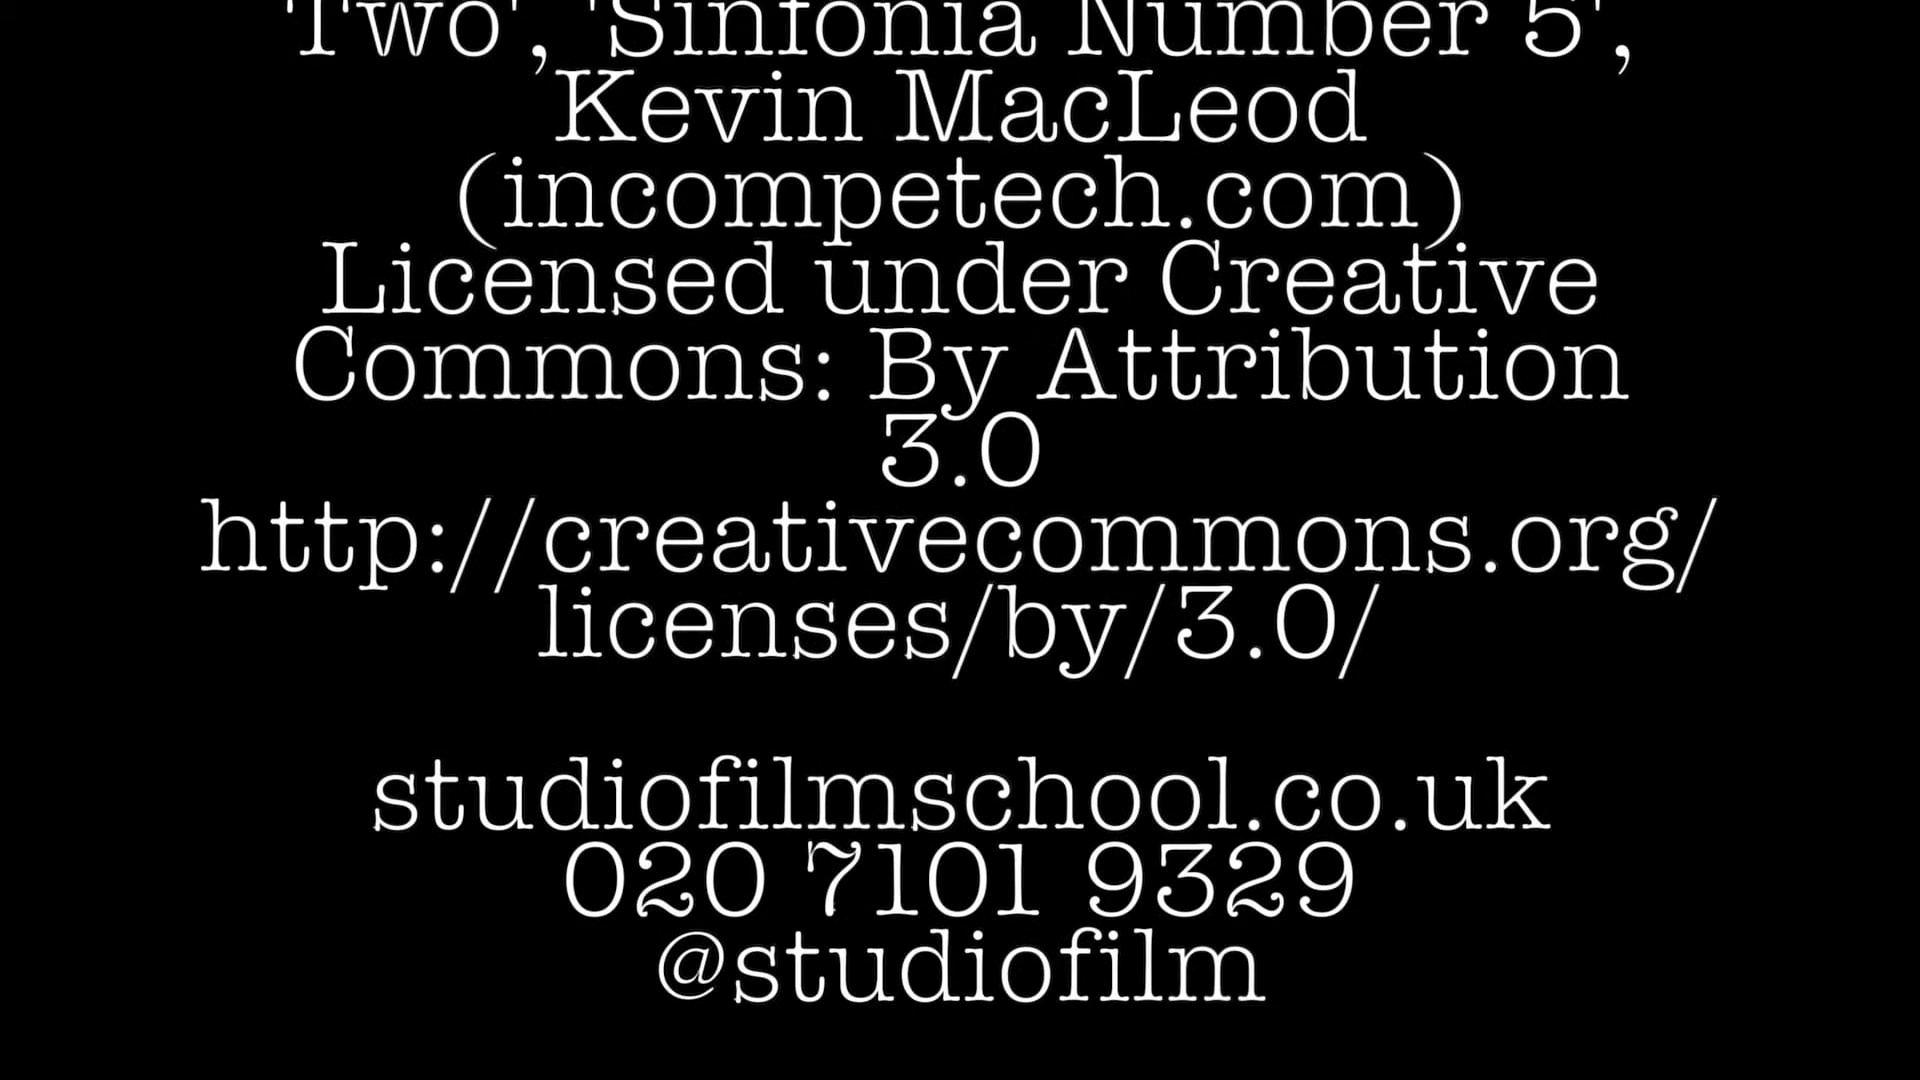 Two', 'Sinfonia Number 5',
Kevin MacLeod
(incompetech.com)
Licensed under Creative
Commons: By Attribution
3.0
http://creativecommons.org/
licenses/by/3.0/
studiofilmschool.co.uk
020 7101 9329
@studiofilm